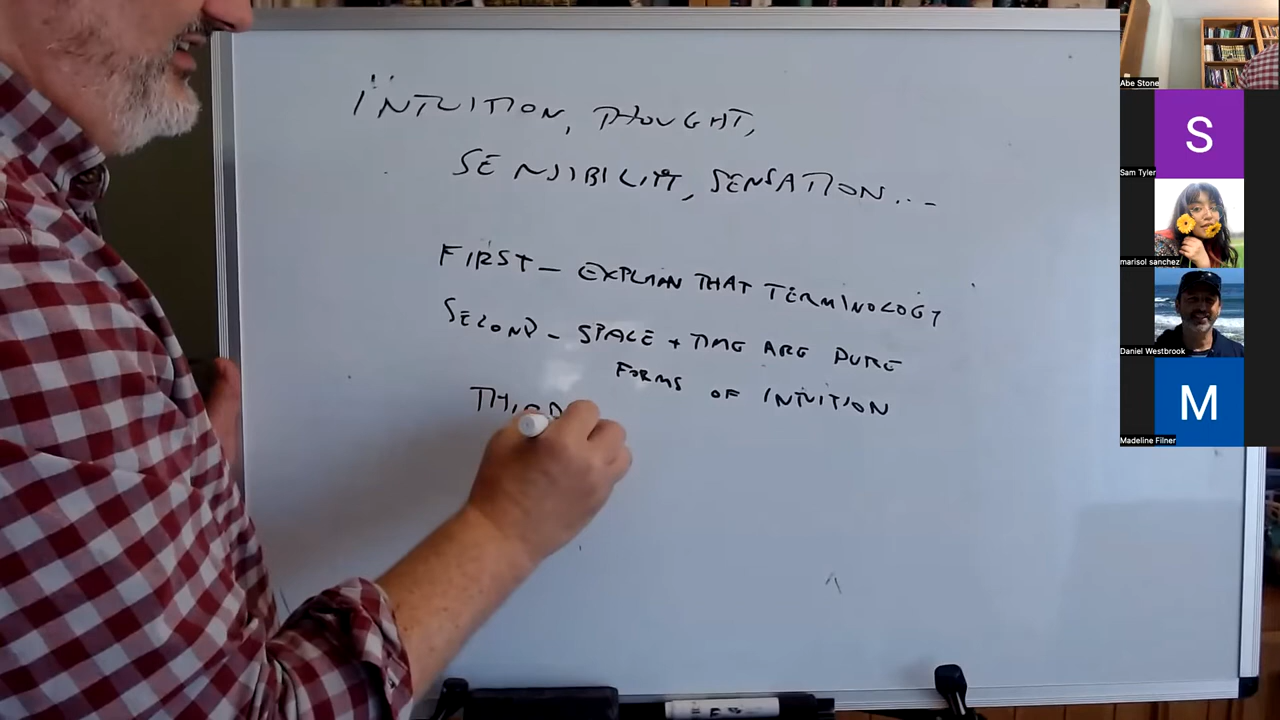 INTUITION, THOUGHT,
SENSIBILITY, SENSATION...
FIRST – EXPLAIN THAT TERMINOLOGY
SECOND – SPACE + TIME ARE PURE
FORMS OF INTUITION
THIRD
Abe Stone
S
Sam Tyler
marisol sanchez
Daniel Westbrook
M
Madeline Filner